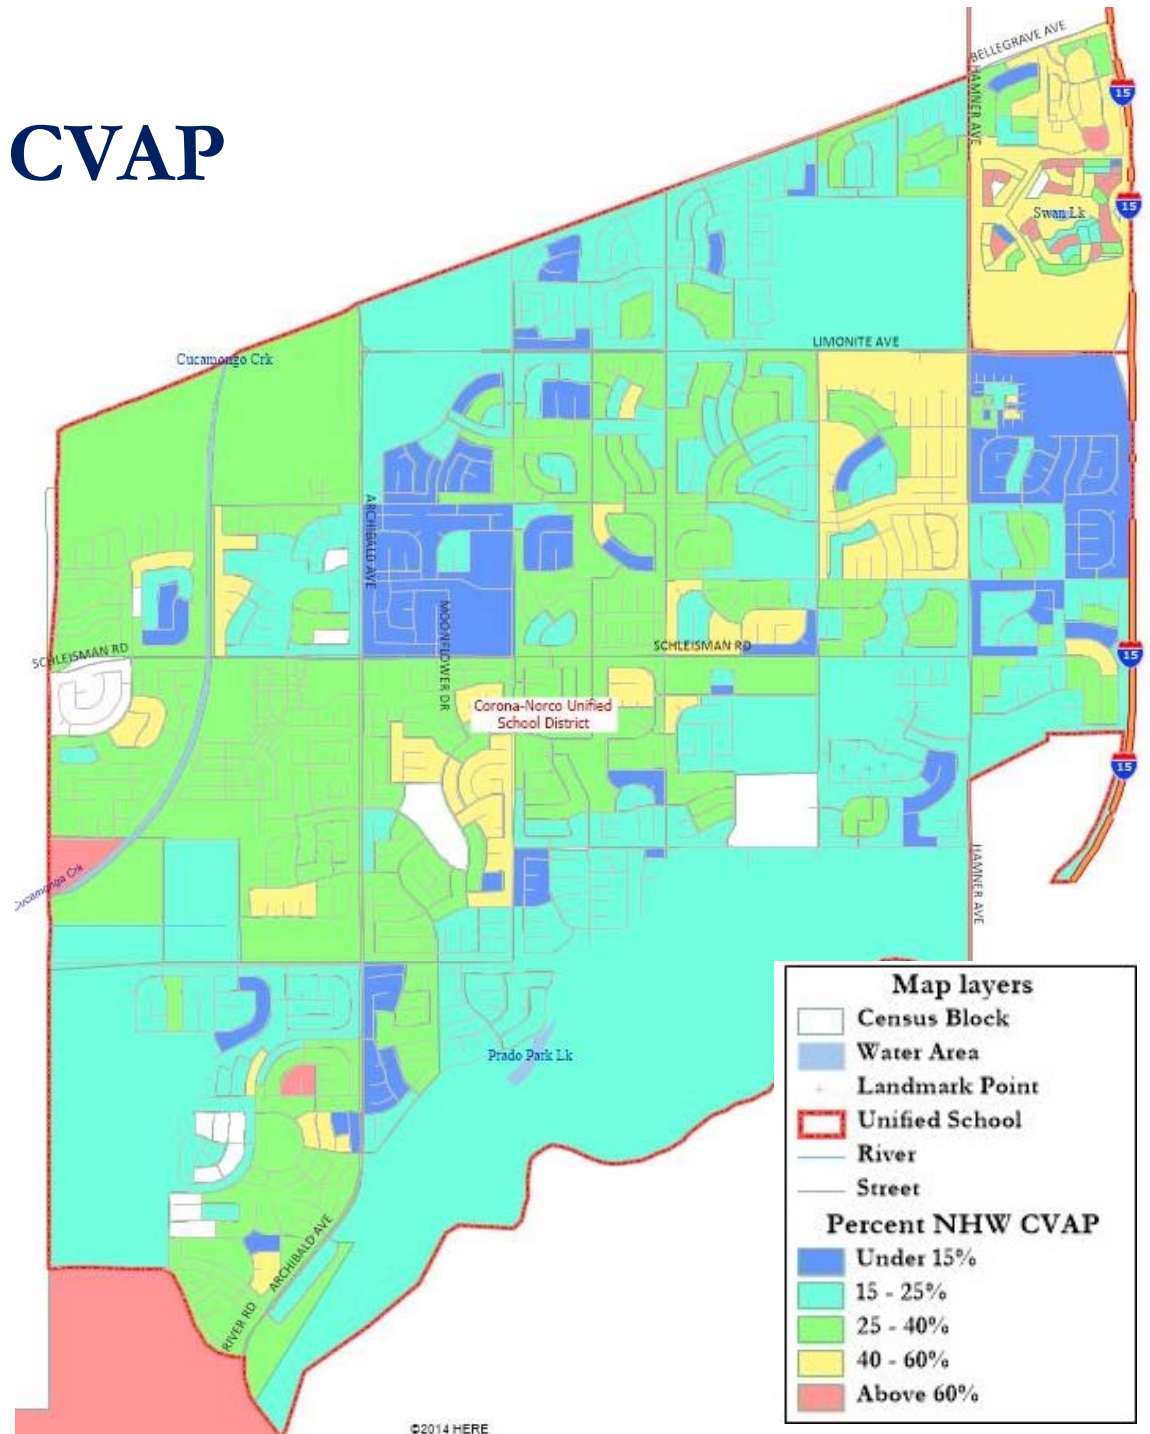 CVAP
BELLEGRAVE AVE
HAMNER AVE
15
Swan Lk
15
LIMONITE AVE
Cucamongo Crk
ARCHIBALD AVE
MOONFLOWER DR
SCHLEISMAN RD
SCHLEISMAN RD
15
Corona-Norco Unified
School District
15
Cucamonga Crk
HAMNER AVE
Prado Park Lk
ARCHIBALD AVE
RIVER RD
Map layers
Census Block
Water Area
Landmark Point
Unified School
River
Street
Percent NHW CVAP
Under 15%
15 - 25%
25 - 40%
40 - 60%
Above 60%
©2014 HERE